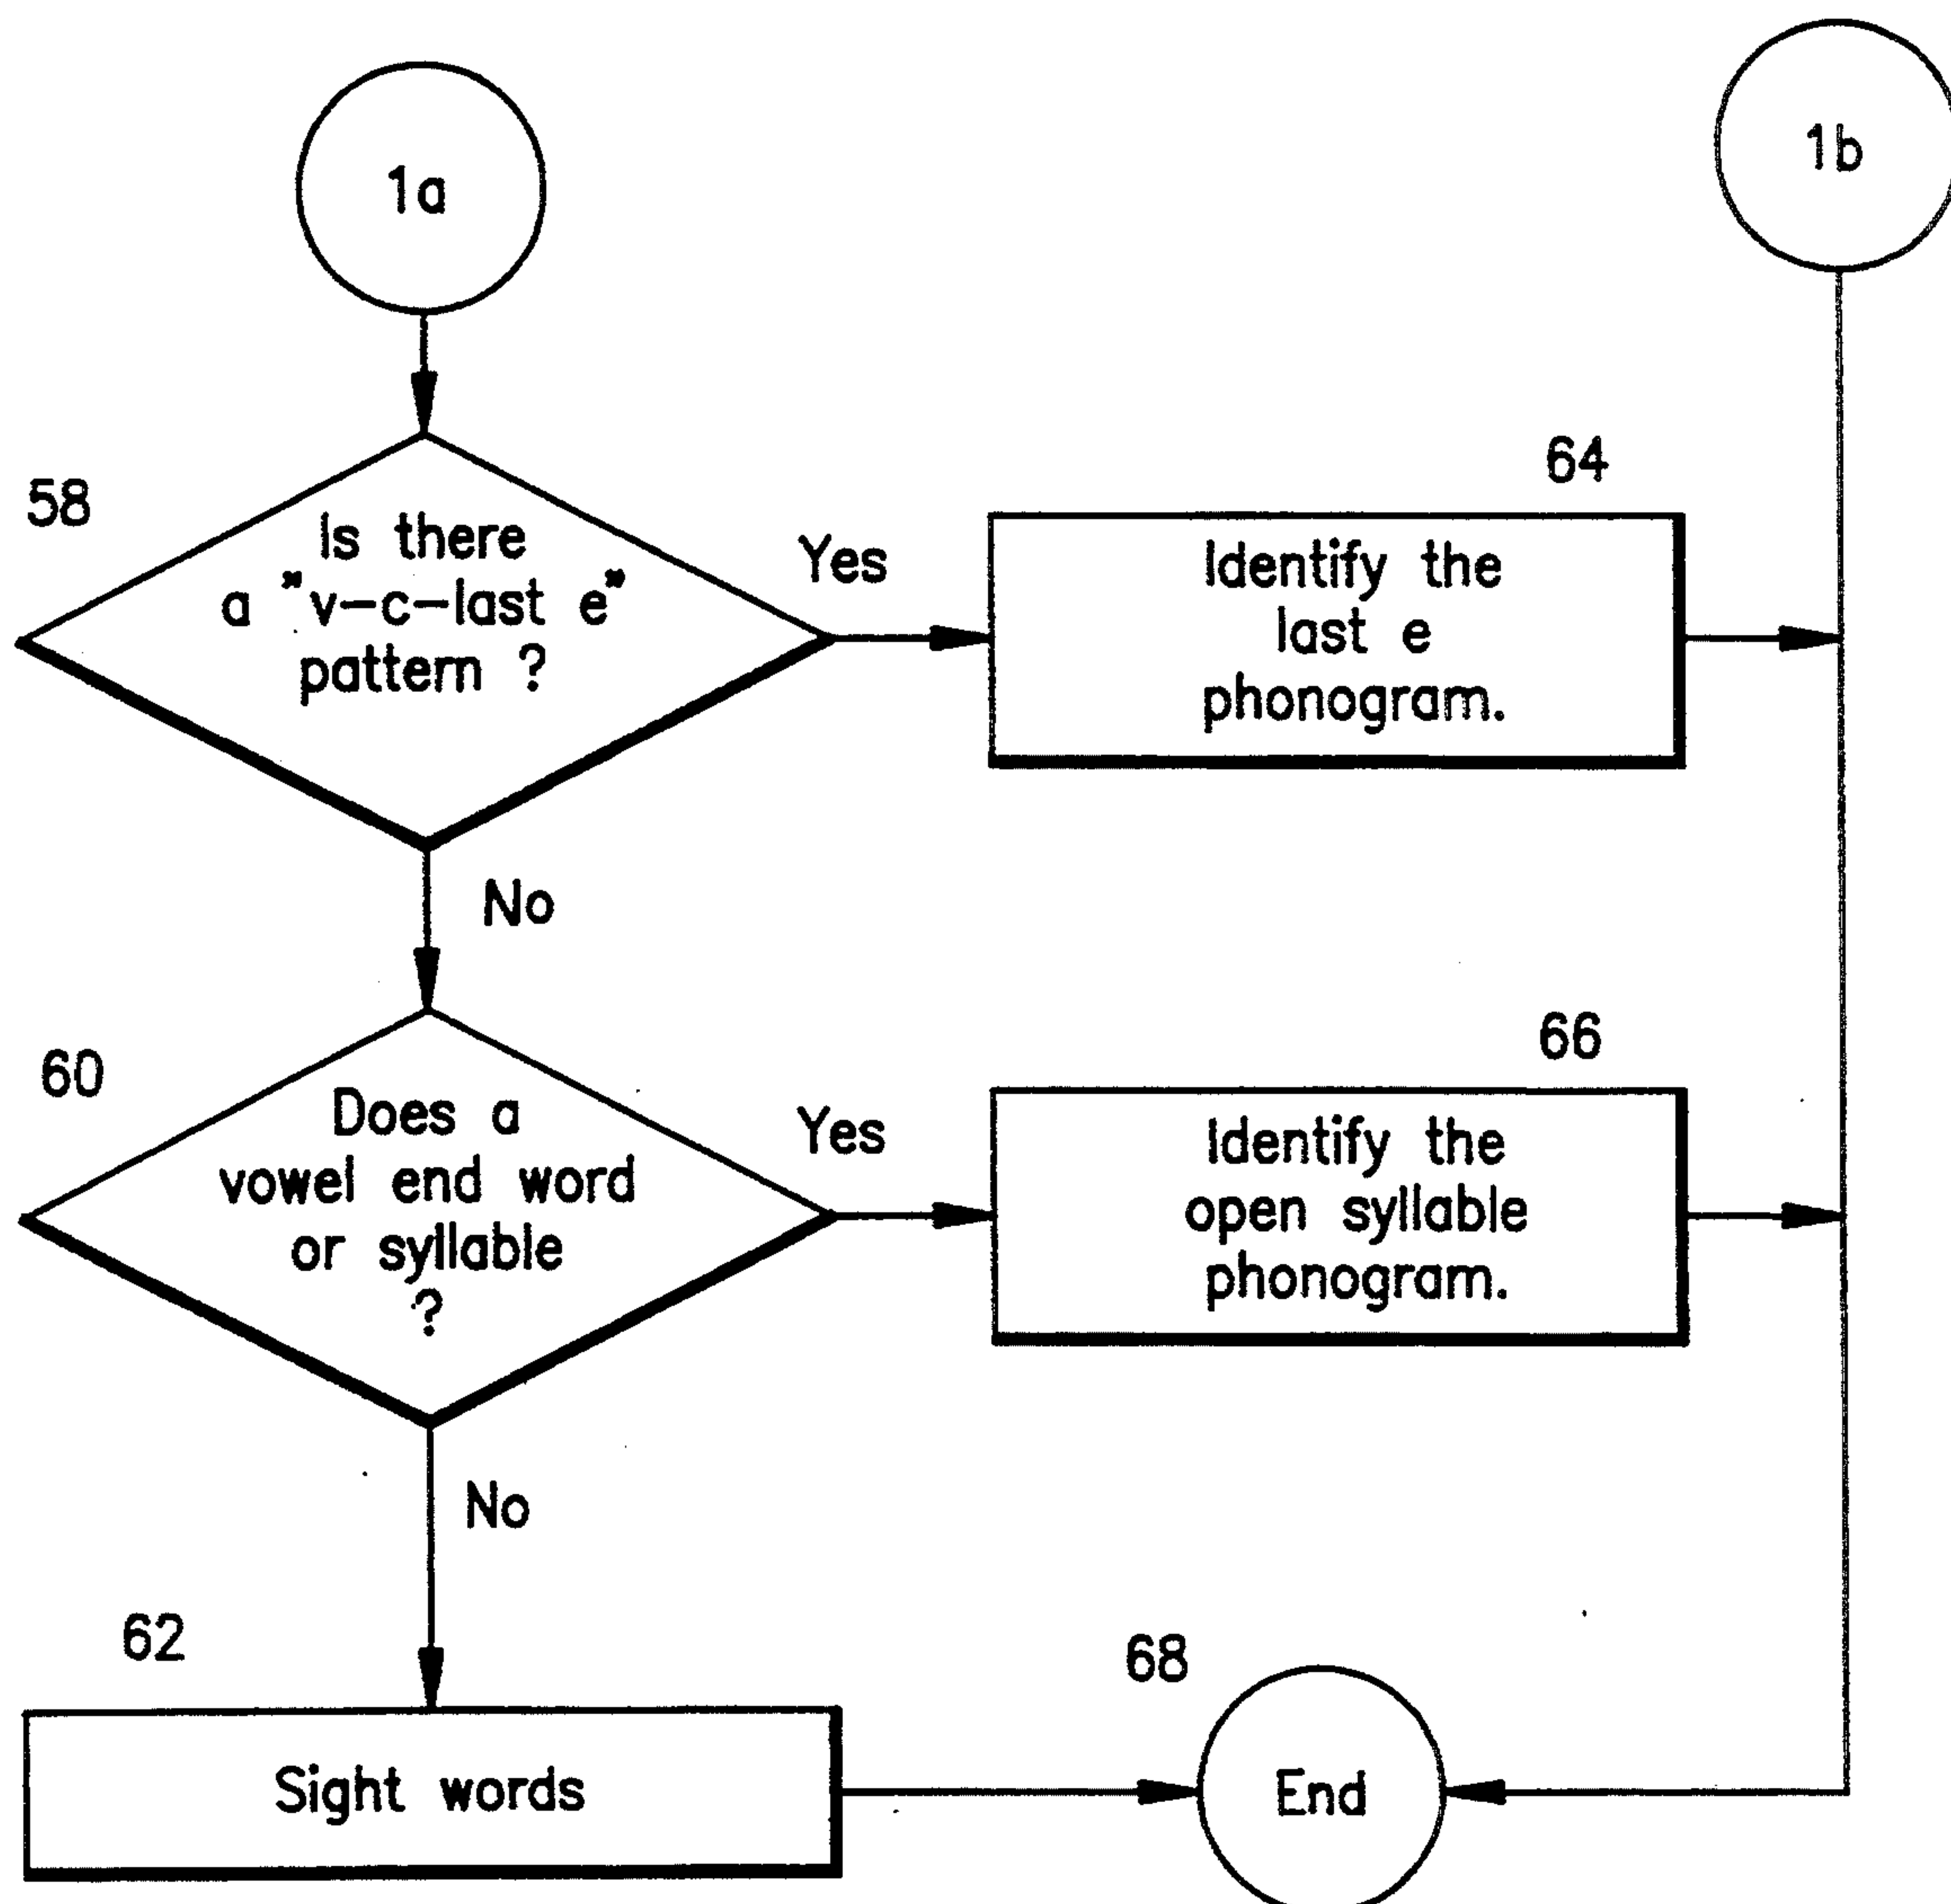 1a
1b
58
Is there
a "v-c-last e"
pattern ?
Yes
64
Identify the
last e
phonogram.
No
60
Does a
vowel end word
or syllable
?
Yes
66
Identify the
open syllable
phonogram.
No
62
Sight words
68
End